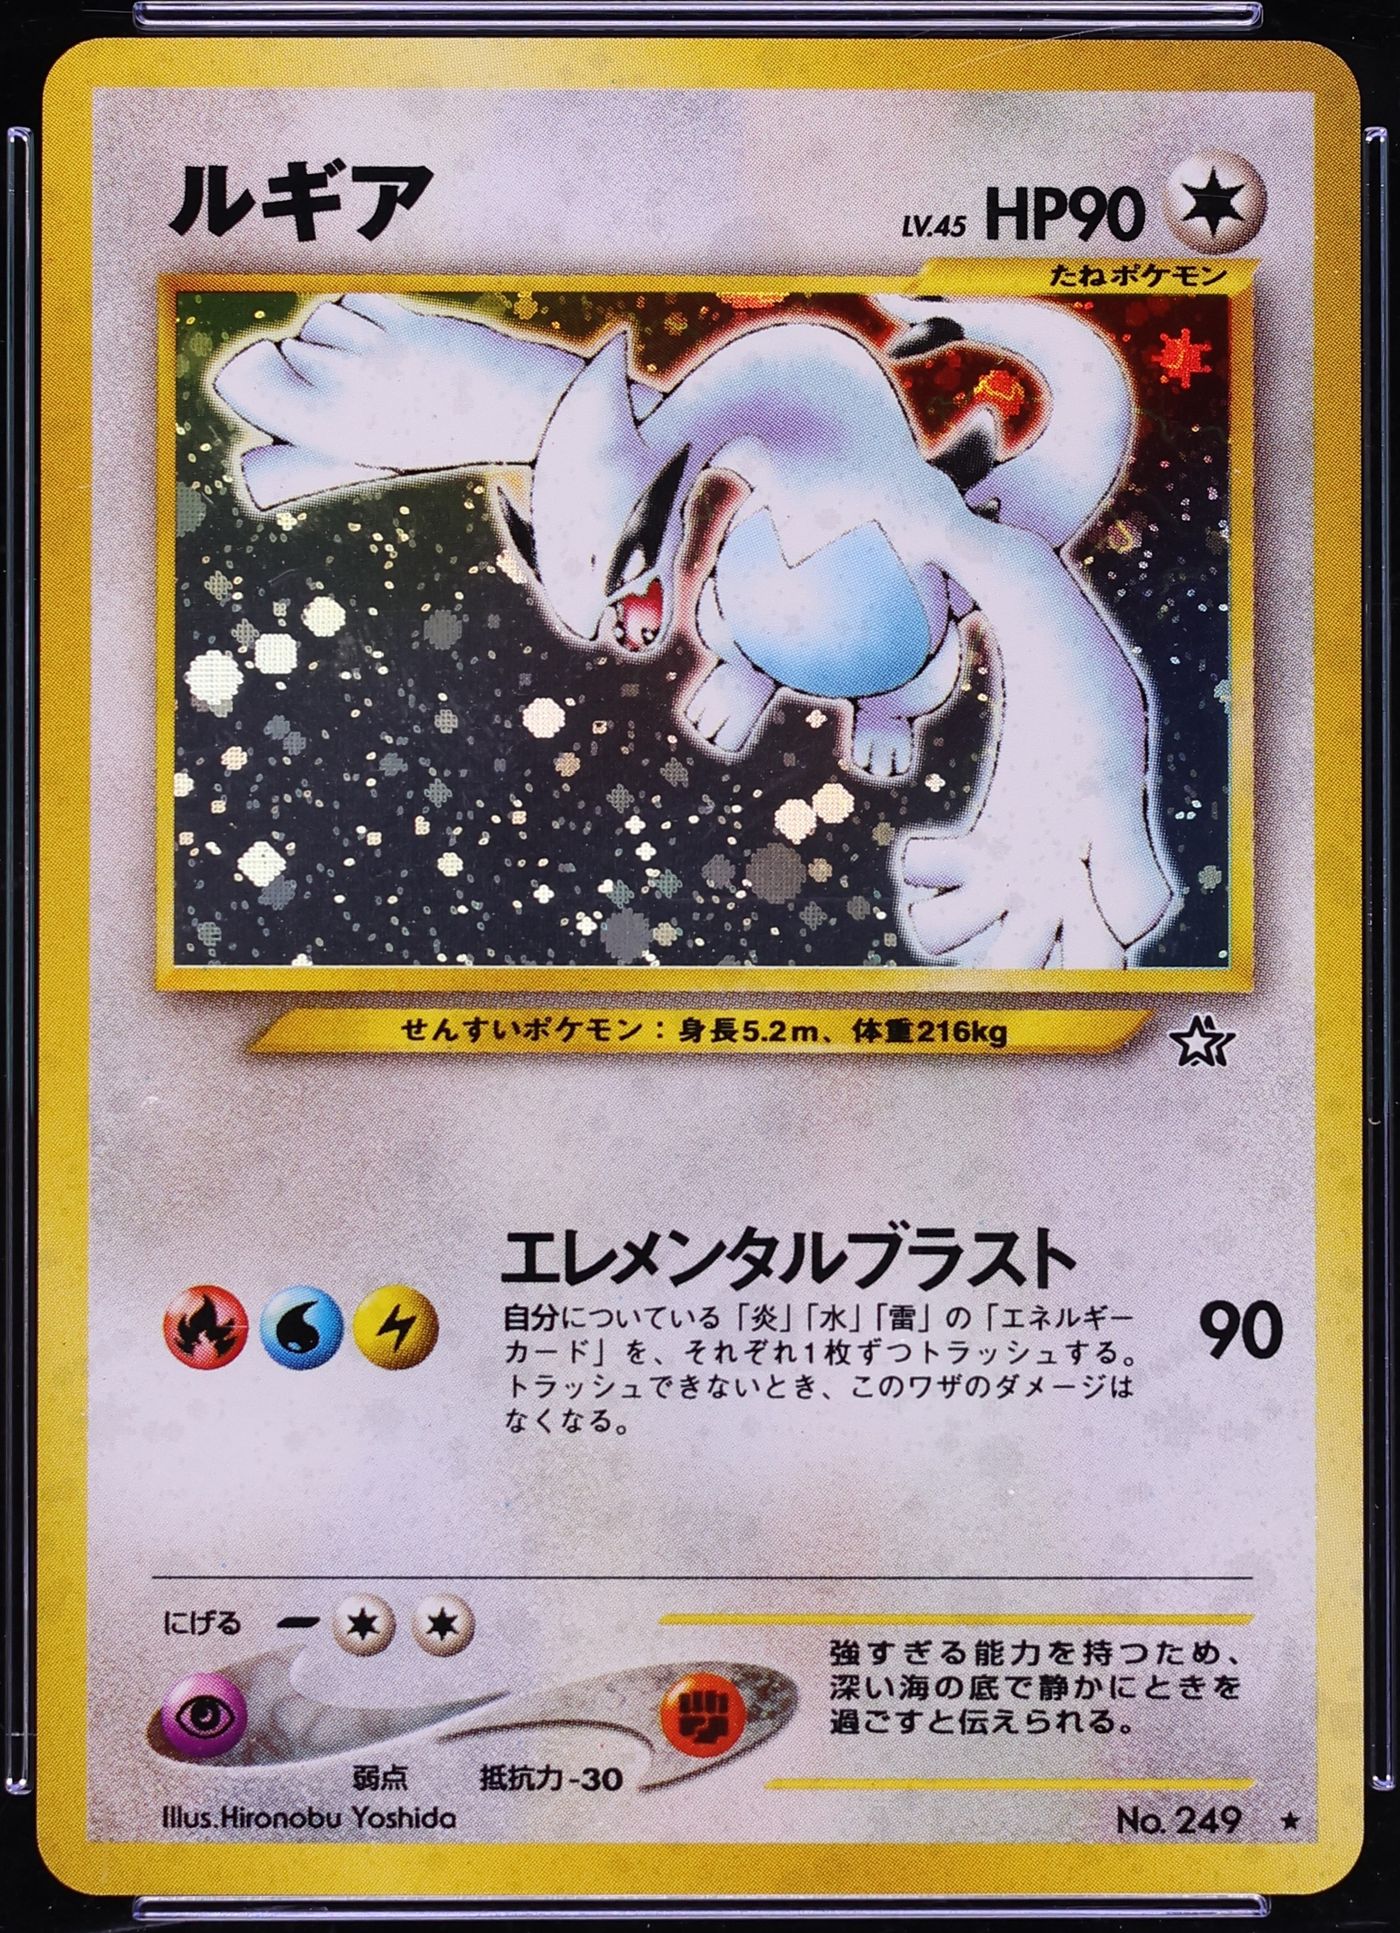 ルギア
LV.45 HP90
たねポケモン
せんすいポケモン：身長5.2m、体重216kg
エレメンタルブラスト
自分についている「炎」「水」「雷」の「エネルギー
カード」を、それぞれ1枚ずつトラッシュする。
トラッシュできないとき、このワザのダメージは
なくなる。
90
にげる
強すぎる能力を持つため、
深い海の底で静かにときを
過ごすと伝えられる。
弱点
抵抗力-30
Illus.Hironobu Yoshida
No.249 ★